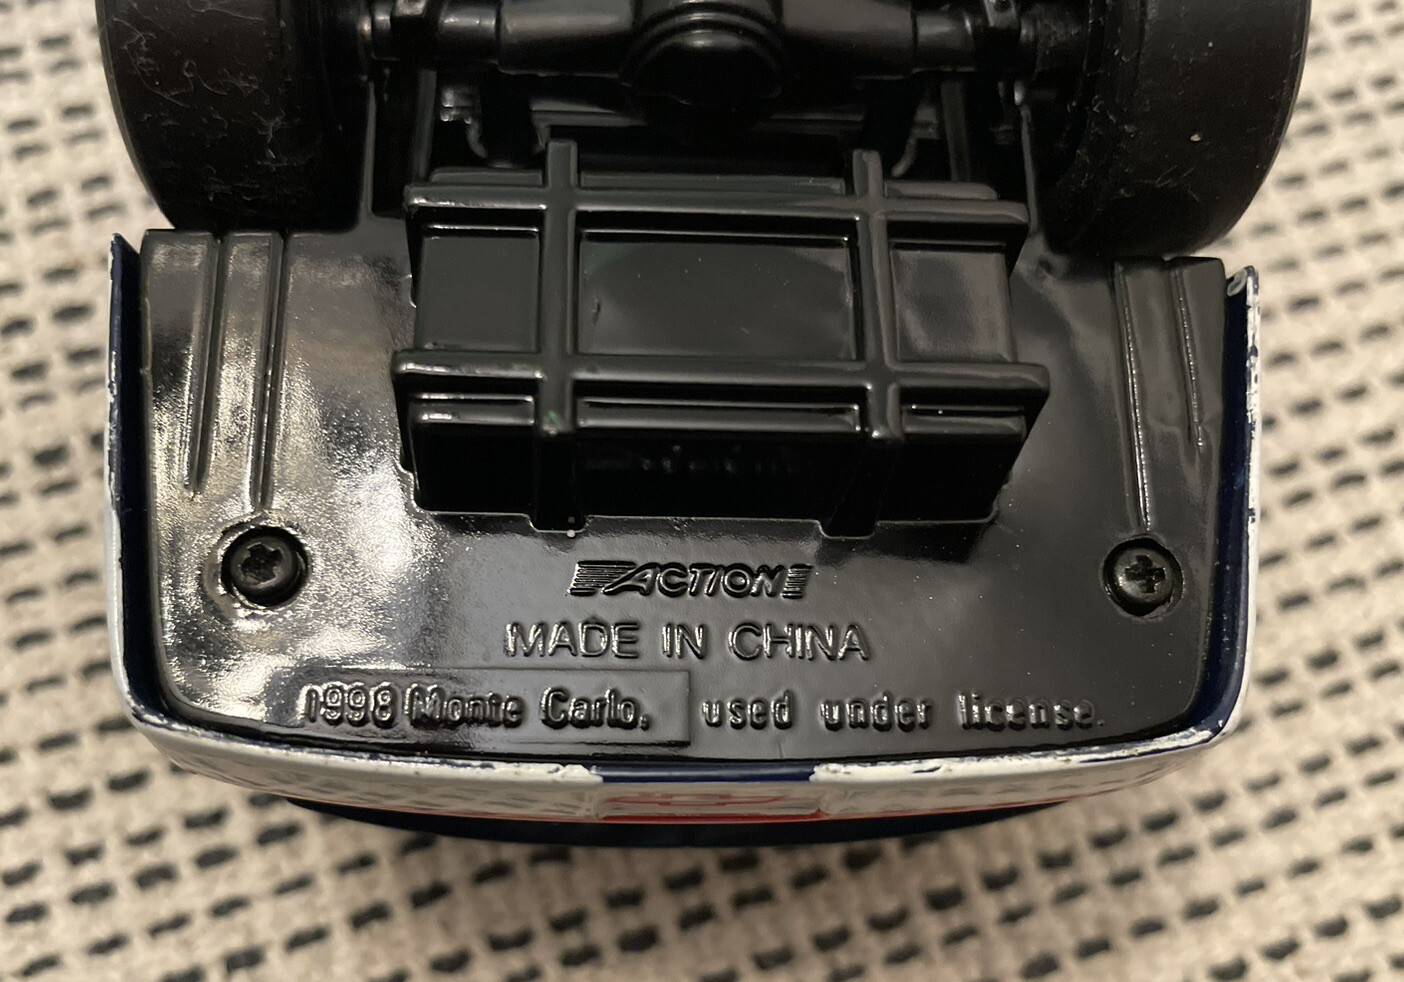 ACTION
MADE IN CHINA
1998 Monte Carlo, used under license.